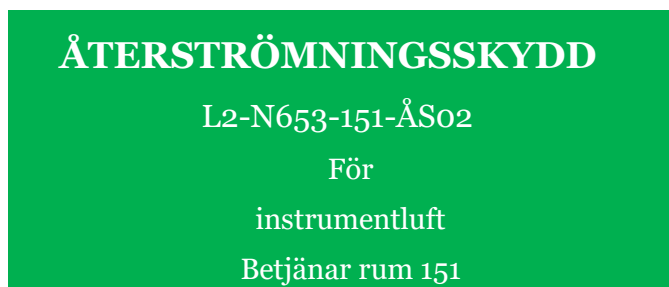 ÅTERSTRÖMNINGSSKYDD
L2-N653-151-ÅS02
För
instrumentluft
Betjänar rum 151